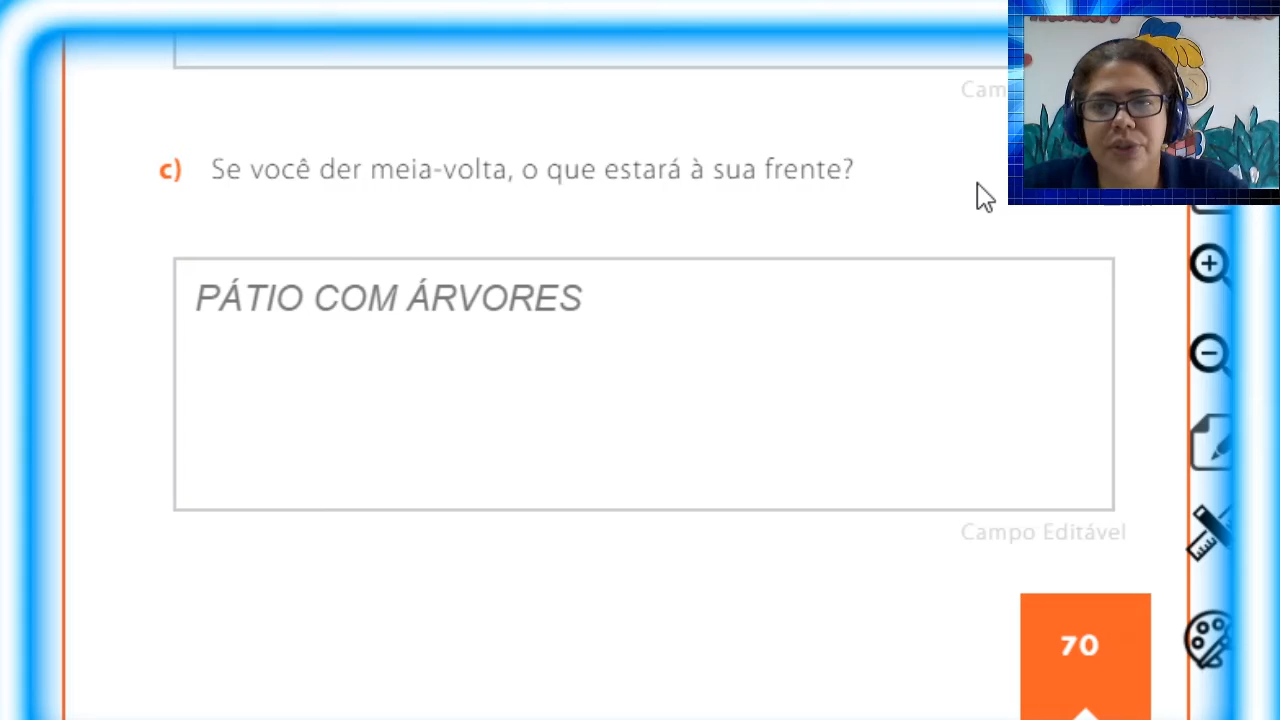 Cam
c) Se você der meia-volta, o que estará à sua frente?
PÁTIO COM ÁRVORES
Campo Editável
70